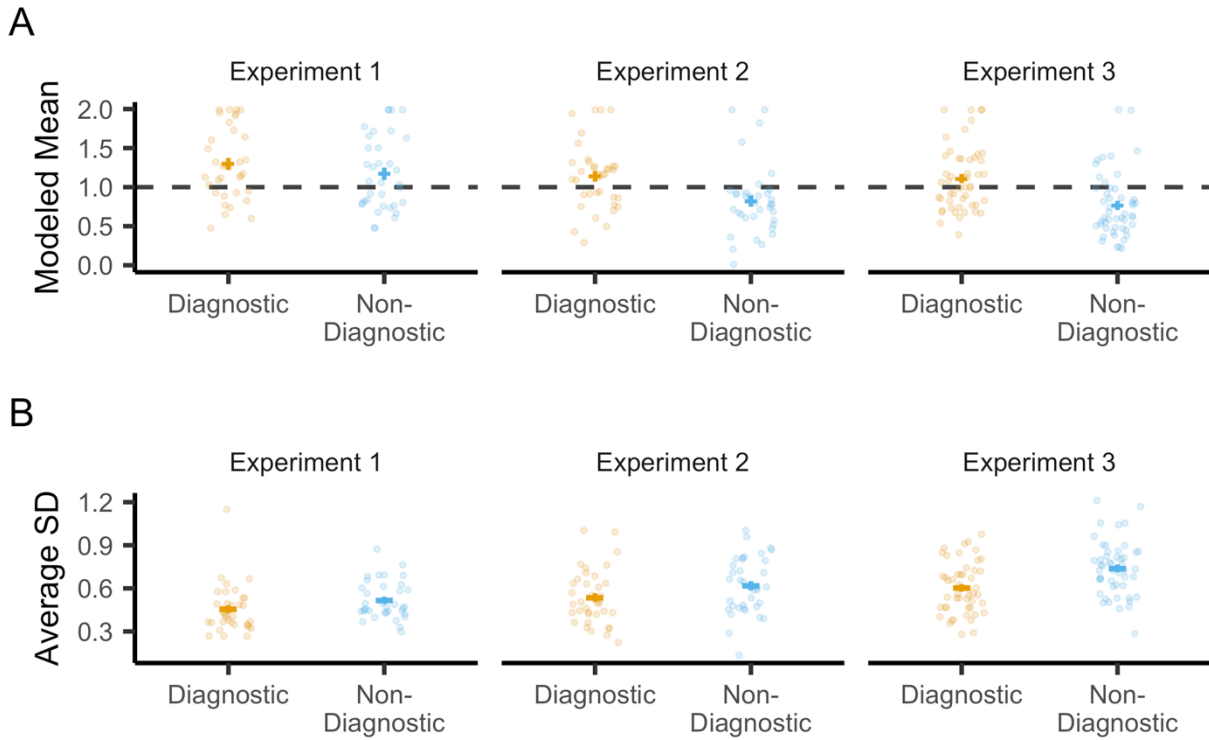 A
Experiment 1
Experiment 2
Experiment 3
Modeled Mean
2.0
1.5
1.0
0.5
0.0
Diagnostic
Non-
Diagnostic
Diagnostic
Non-
Diagnostic
Diagnostic
Non-
Diagnostic
B
Experiment 1
Experiment 2
Experiment 3
Average SD
1.2
0.9
0.6
0.3
Diagnostic
Non-
Diagnostic
Diagnostic
Non-
Diagnostic
Diagnostic
Non-
Diagnostic